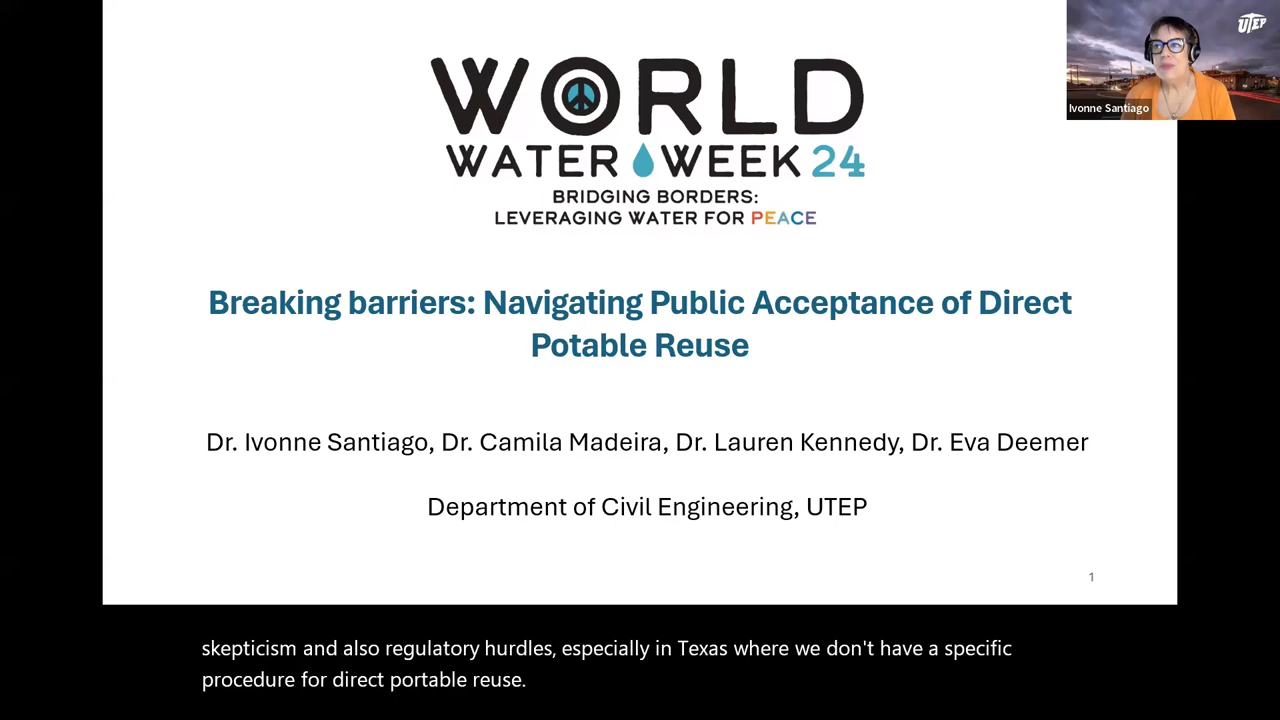 WORLD
WATER WEEK 24
BRIDGING BORDERS:
LEVERAGING WATER FOR PEACE
UTEP
Ivonne Santiago
Breaking barriers: Navigating Public Acceptance of Direct
Potable Reuse
Dr. Ivonne Santiago, Dr. Camila Madeira, Dr. Lauren Kennedy, Dr. Eva Deemer
Department of Civil Engineering, UTEP
1
skepticism and also regulatory hurdles, especially in Texas where we don't have a specific
procedure for direct portable reuse.